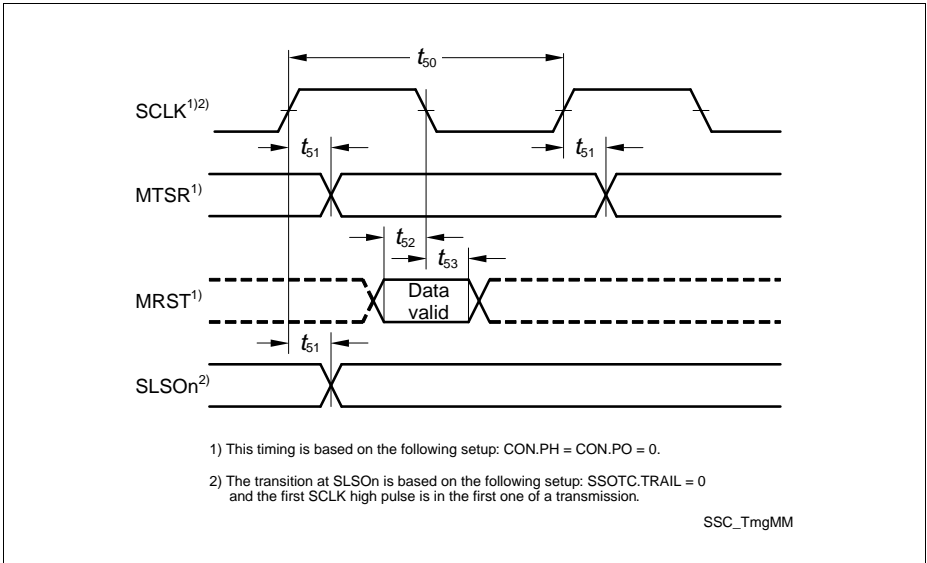 t50
SCLK1)2)
t51
t51
MTSR1)
t52
t53
MRST1)
Data
valid
t51
SLSOn2)
1) This timing is based on the following setup: CON.PH = CON.PO = 0.
2) The transition at SLSOn is based on the following setup: SSOTC.TRAIL = 0
and the first SCLK high pulse is in the first one of a transmission.
SSC_TmgMM